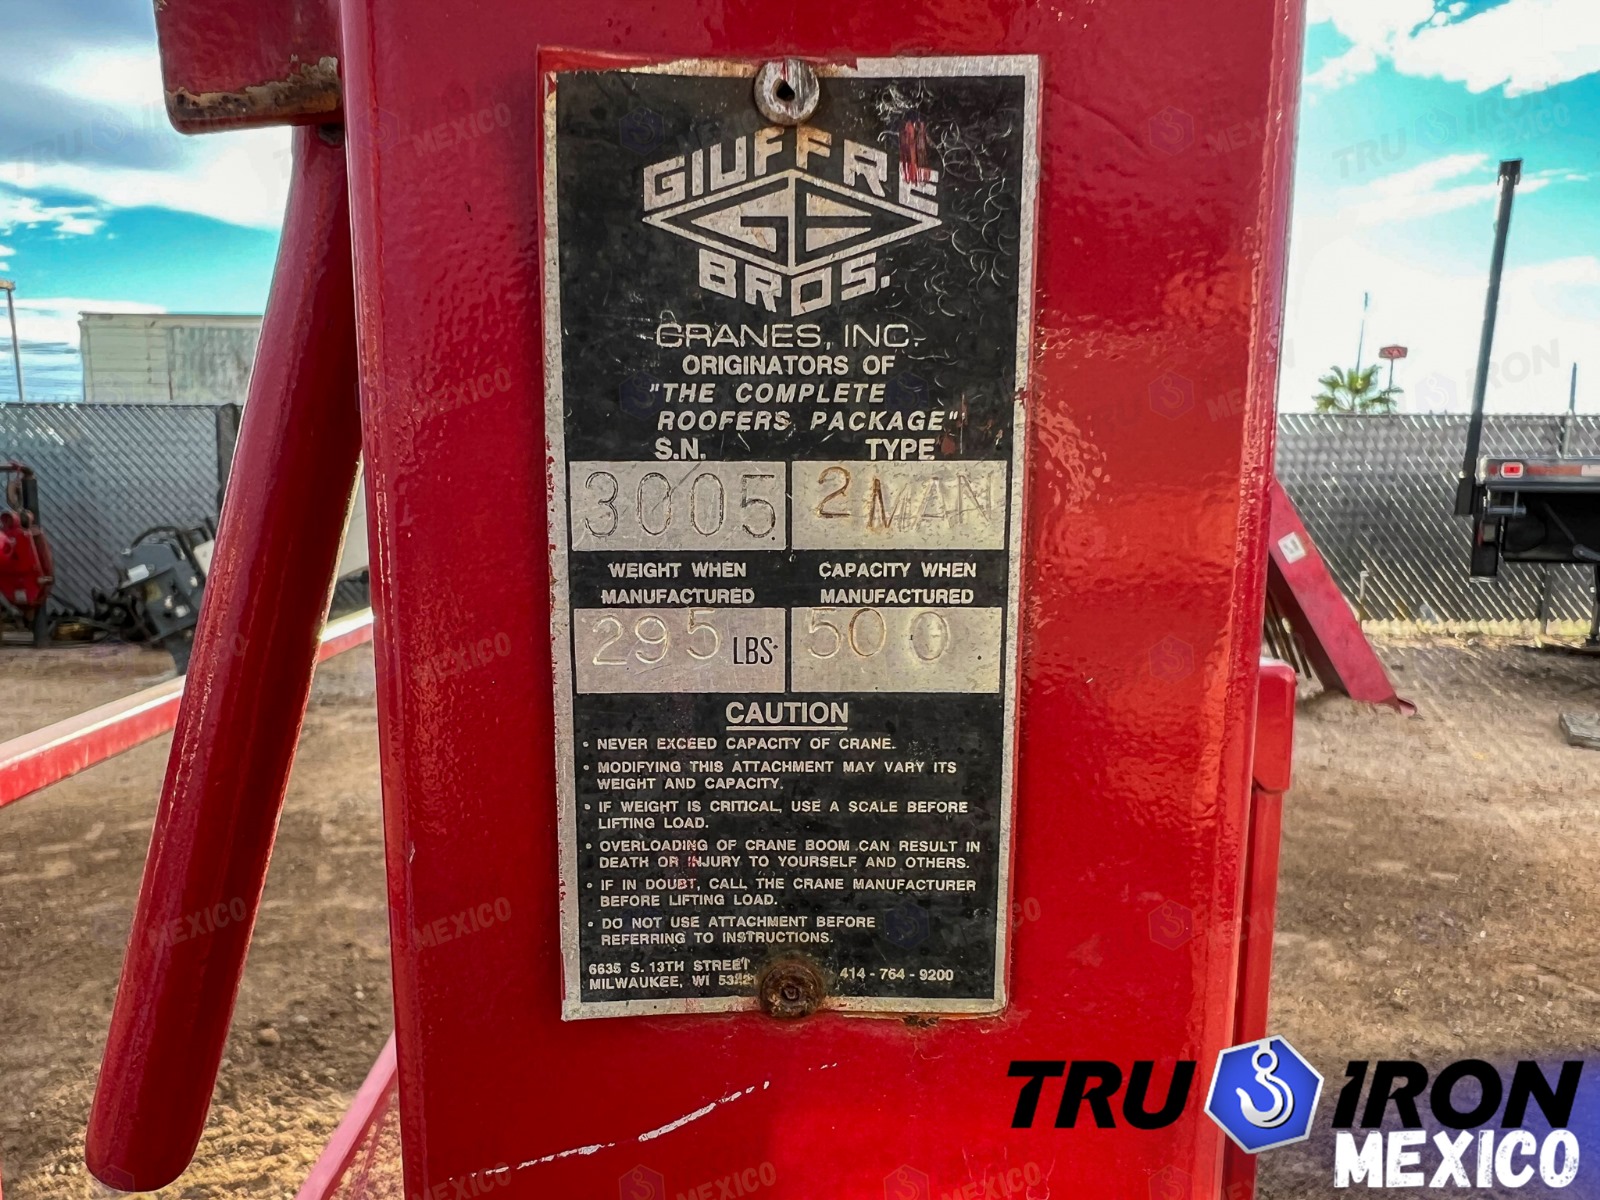 GIUFFRE
BROS.
CRANES, INC.
ORIGINATORS OF
"THE COMPLETE
ROOFERS PACKAGE"
S.N. TYPE
3005 2 MAN
WEIGHT WHEN
MANUFACTURED
CAPACITY WHEN
MANUFACTURED
295 LBS. 500
CAUTION
• NEVER EXCEED CAPACITY OF CRANE.
• MODIFYING THIS ATTACHMENT MAY VARY ITS
WEIGHT AND CAPACITY.
• IF WEIGHT IS CRITICAL, USE A SCALE BEFORE
LIFTING LOAD.
• OVERLOADING OF CRANE BOOM CAN RESULT IN
DEATH OR INJURY TO YOURSELF AND OTHERS.
• IF IN DOUBT, CALL THE CRANE MANUFACTURER
BEFORE LIFTING LOAD.
• DO NOT USE ATTACHMENT BEFORE
REFERRING TO INSTRUCTIONS.
6635 S. 13TH STREET
MILWAUKEE, WI
414-764-9200
TRU IRON
MEXICO